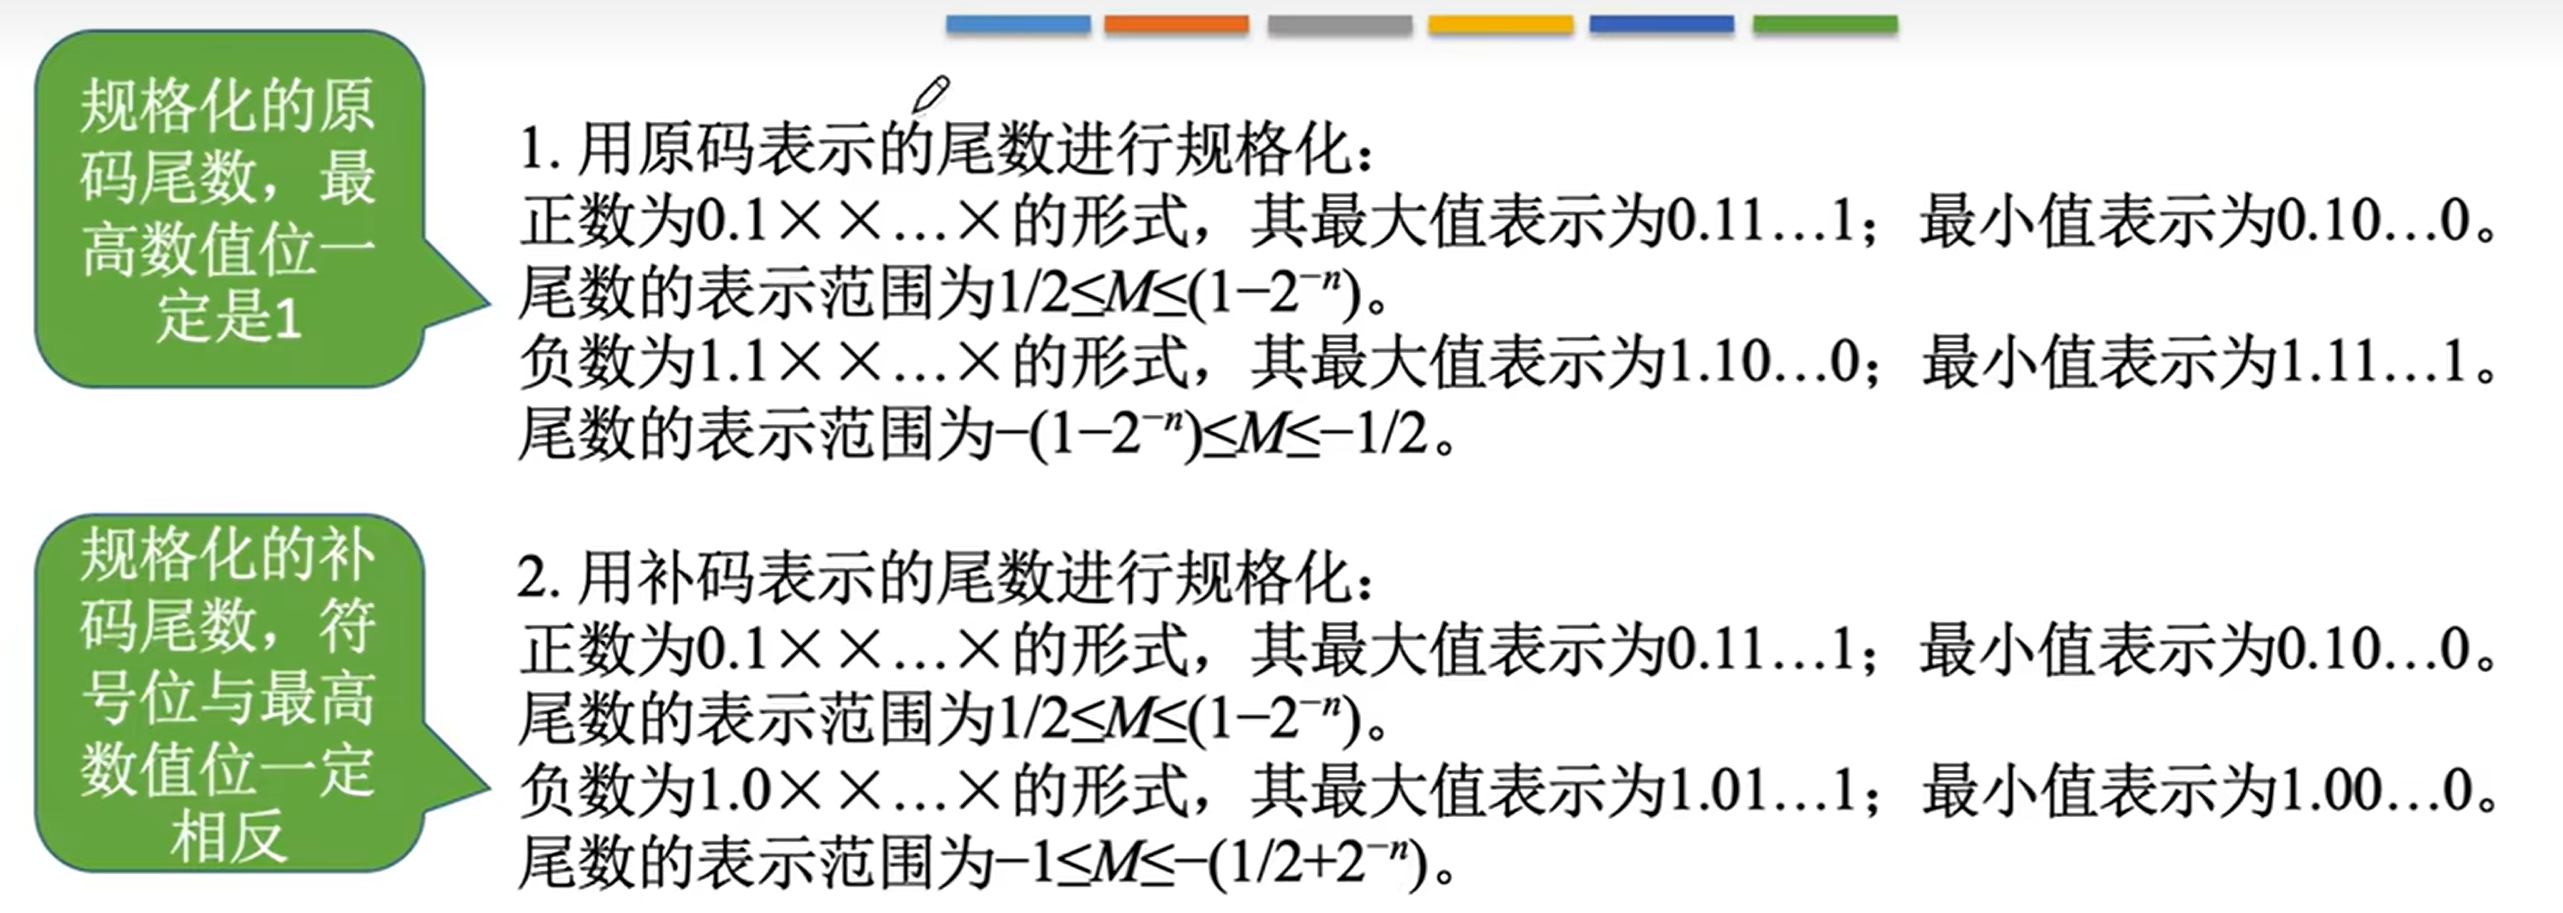 规格化的原
码尾数，最
高数值位一
定是1
1. 用原码表示的尾数进行规格化：
正数为0.1××…×的形式，其最大值表示为0.11…1；最小值表示为0.10…0。
尾数的表示范围为1/2≤M≤(1−2⁻ⁿ)。
负数为1.1××…×的形式，其最大值表示为1.10…0；最小值表示为1.11…1。
尾数的表示范围为−(1−2⁻ⁿ)≤M≤−1/2。
规格化的补
码尾数，符
号位与最高
数值位一定
相反
2. 用补码表示的尾数进行规格化：
正数为0.1××…×的形式，其最大值表示为0.11…1；最小值表示为0.10…0。
尾数的表示范围为1/2≤M≤(1−2⁻ⁿ)。
负数为1.0××…×的形式，其最大值表示为1.01…1；最小值表示为1.00…0。
尾数的表示范围为−1≤M≤−(1/2+2⁻ⁿ)。